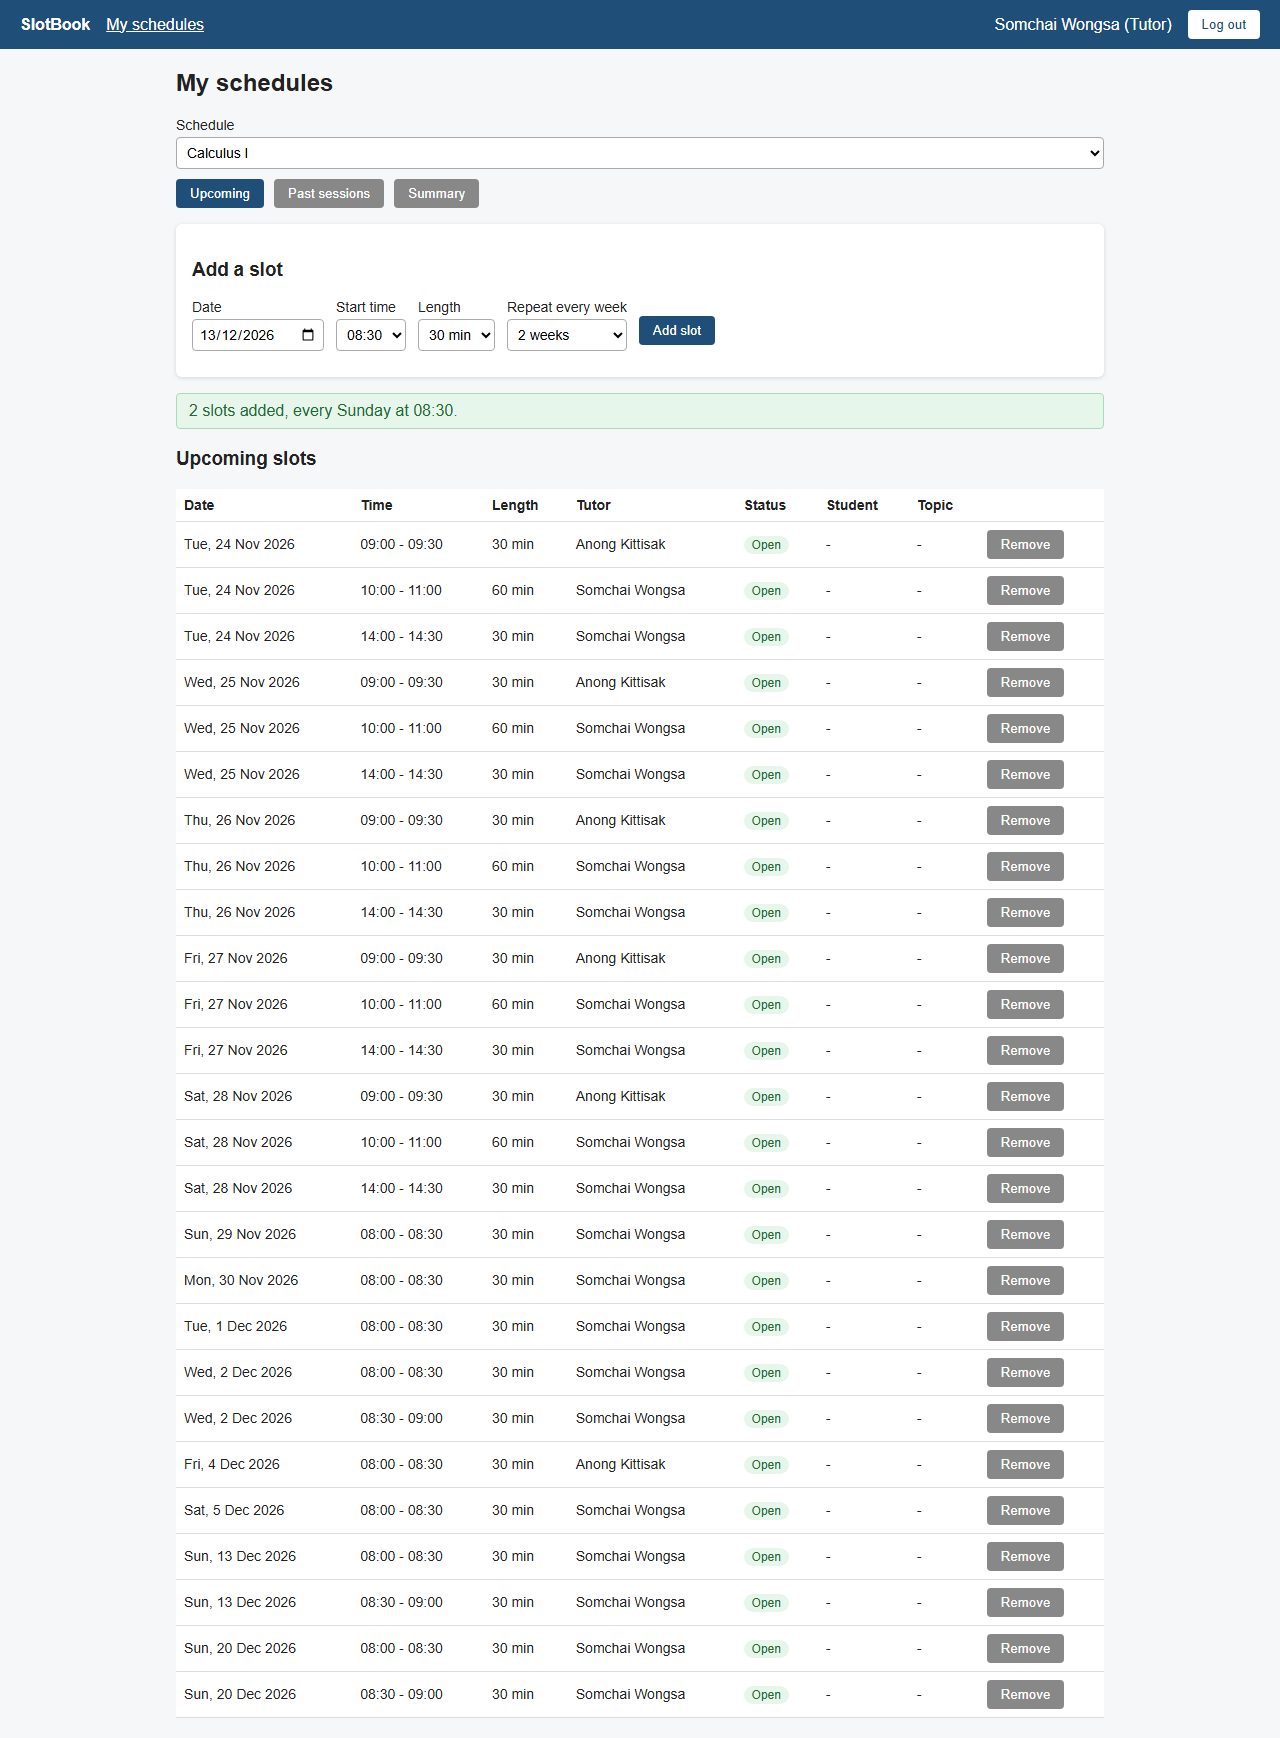 SlotBook My schedules Somchai Wongsa (Tutor) Log out
My schedules
Schedule
Calculus I
Upcoming Past sessions Summary
Add a slot
Date Start time Length Repeat every week
13/12/2026 08:30 30 min 2 weeks Add slot
2 slots added, every Sunday at 08:30.
Upcoming slots
Date Time Length Tutor Status Student Topic
Tue, 24 Nov 2026 09:00 - 09:30 30 min Anong Kittisak Open - - Remove
Tue, 24 Nov 2026 10:00 - 11:00 60 min Somchai Wongsa Open - - Remove
Tue, 24 Nov 2026 14:00 - 14:30 30 min Somchai Wongsa Open - - Remove
Wed, 25 Nov 2026 09:00 - 09:30 30 min Anong Kittisak Open - - Remove
Wed, 25 Nov 2026 10:00 - 11:00 60 min Somchai Wongsa Open - - Remove
Wed, 25 Nov 2026 14:00 - 14:30 30 min Somchai Wongsa Open - - Remove
Thu, 26 Nov 2026 09:00 - 09:30 30 min Anong Kittisak Open - - Remove
Thu, 26 Nov 2026 10:00 - 11:00 60 min Somchai Wongsa Open - - Remove
Thu, 26 Nov 2026 14:00 - 14:30 30 min Somchai Wongsa Open - - Remove
Fri, 27 Nov 2026 09:00 - 09:30 30 min Anong Kittisak Open - - Remove
Fri, 27 Nov 2026 10:00 - 11:00 60 min Somchai Wongsa Open - - Remove
Fri, 27 Nov 2026 14:00 - 14:30 30 min Somchai Wongsa Open - - Remove
Sat, 28 Nov 2026 09:00 - 09:30 30 min Anong Kittisak Open - - Remove
Sat, 28 Nov 2026 10:00 - 11:00 60 min Somchai Wongsa Open - - Remove
Sat, 28 Nov 2026 14:00 - 14:30 30 min Somchai Wongsa Open - - Remove
Sun, 29 Nov 2026 08:00 - 08:30 30 min Somchai Wongsa Open - - Remove
Mon, 30 Nov 2026 08:00 - 08:30 30 min Somchai Wongsa Open - - Remove
Tue, 1 Dec 2026 08:00 - 08:30 30 min Somchai Wongsa Open - - Remove
Wed, 2 Dec 2026 08:00 - 08:30 30 min Somchai Wongsa Open - - Remove
Wed, 2 Dec 2026 08:30 - 09:00 30 min Somchai Wongsa Open - - Remove
Fri, 4 Dec 2026 08:00 - 08:30 30 min Anong Kittisak Open - - Remove
Sat, 5 Dec 2026 08:00 - 08:30 30 min Somchai Wongsa Open - - Remove
Sun, 13 Dec 2026 08:00 - 08:30 30 min Somchai Wongsa Open - - Remove
Sun, 13 Dec 2026 08:30 - 09:00 30 min Somchai Wongsa Open - - Remove
Sun, 20 Dec 2026 08:00 - 08:30 30 min Somchai Wongsa Open - - Remove
Sun, 20 Dec 2026 08:30 - 09:00 30 min Somchai Wongsa Open - - Remove